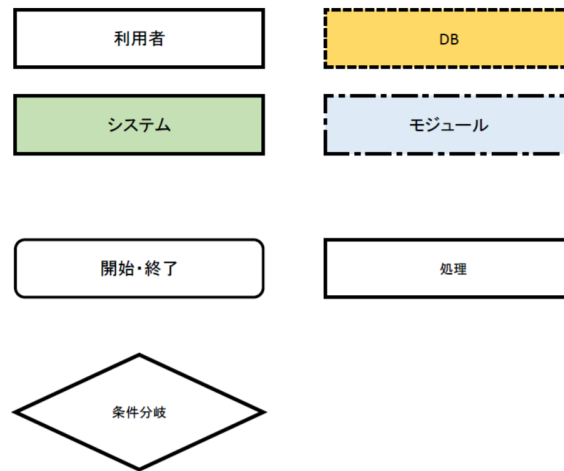 利用者
DB
システム
モジュール
開始・終了
処理
条件分岐